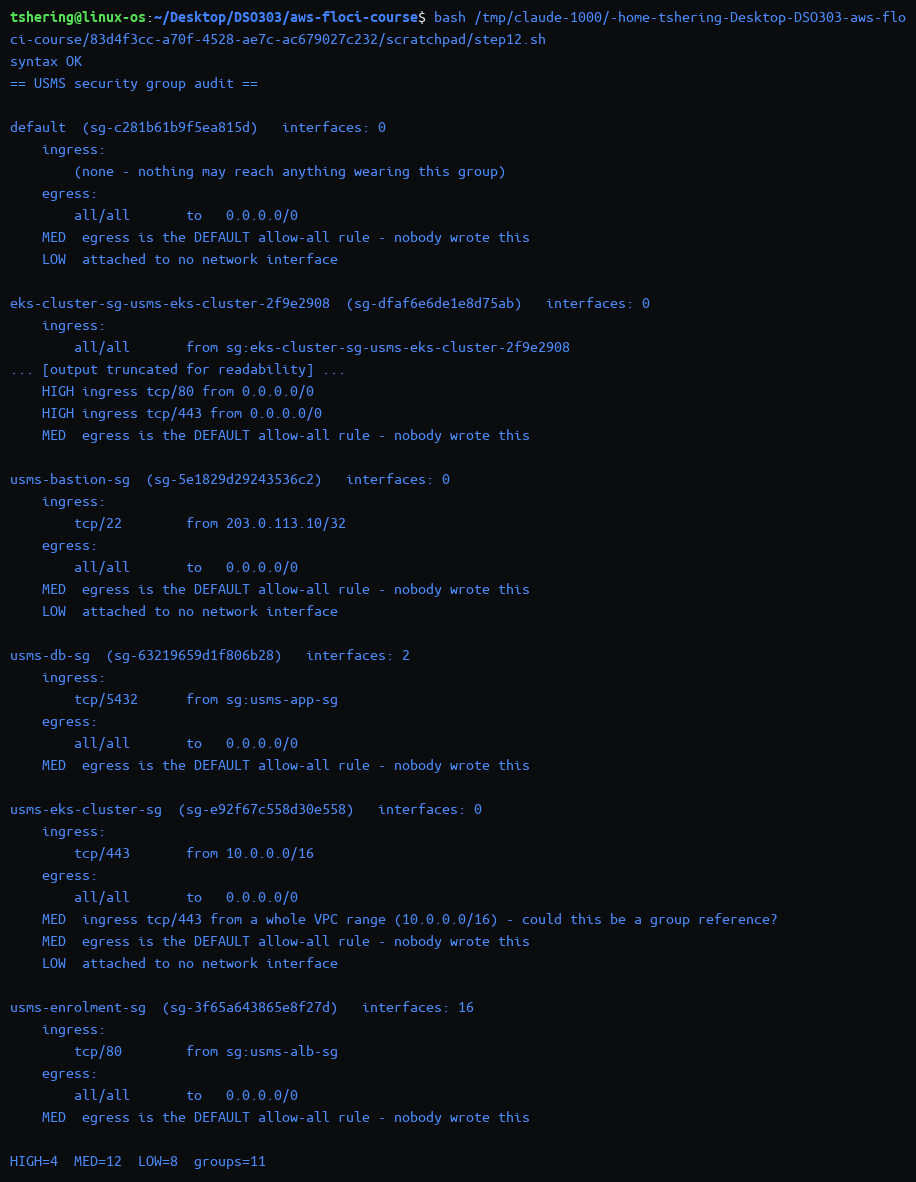 tshering@linux-os:~/Desktop/DSO303/aws-floci-course$ bash /tmp/claude-1000/-home-tshering-Desktop-DSO303-aws-flo
ci-course/83d4f3cc-a70f-4528-ae7c-ac679027c232/scratchpad/step12.sh
syntax OK
== USMS security group audit ==

default  (sg-c281b61b9f5ea815d)   interfaces: 0
    ingress:
        (none - nothing may reach anything wearing this group)
    egress:
        all/all       to   0.0.0.0/0
    MED  egress is the DEFAULT allow-all rule - nobody wrote this
    LOW  attached to no network interface

eks-cluster-sg-usms-eks-cluster-2f9e2908  (sg-dfaf6e6de1e8d75ab)   interfaces: 0
    ingress:
        all/all       from sg:eks-cluster-sg-usms-eks-cluster-2f9e2908
... [output truncated for readability] ...
    HIGH ingress tcp/80 from 0.0.0.0/0
    HIGH ingress tcp/443 from 0.0.0.0/0
    MED  egress is the DEFAULT allow-all rule - nobody wrote this

usms-bastion-sg  (sg-5e1829d29243536c2)   interfaces: 0
    ingress:
        tcp/22        from 203.0.113.10/32
    egress:
        all/all       to   0.0.0.0/0
    MED  egress is the DEFAULT allow-all rule - nobody wrote this
    LOW  attached to no network interface

usms-db-sg  (sg-63219659d1f806b28)   interfaces: 2
    ingress:
        tcp/5432      from sg:usms-app-sg
    egress:
        all/all       to   0.0.0.0/0
    MED  egress is the DEFAULT allow-all rule - nobody wrote this

usms-eks-cluster-sg  (sg-e92f67c558d30e558)   interfaces: 0
    ingress:
        tcp/443       from 10.0.0.0/16
    egress:
        all/all       to   0.0.0.0/0
    MED  ingress tcp/443 from a whole VPC range (10.0.0.0/16) - could this be a group reference?
    MED  egress is the DEFAULT allow-all rule - nobody wrote this
    LOW  attached to no network interface

usms-enrolment-sg  (sg-3f65a643865e8f27d)   interfaces: 16
    ingress:
        tcp/80        from sg:usms-alb-sg
    egress:
        all/all       to   0.0.0.0/0
    MED  egress is the DEFAULT allow-all rule - nobody wrote this

HIGH=4  MED=12  LOW=8  groups=11